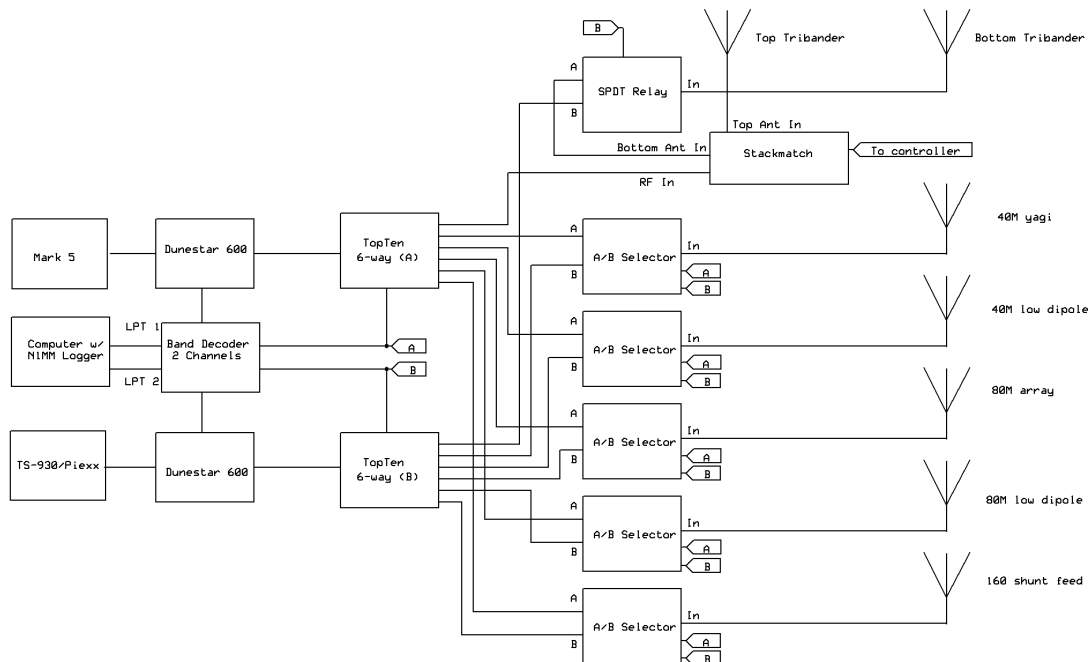 B
Top Tribander
Bottom Tribander
A
SPDT Relay
In
B
Top Ant In
Bottom Ant In
Stackmatch
To controller
RF In
Mark 5
Dunestar 600
TopTen
6-way (A)
A
A/B Selector
B
In
A
B
40M yagi
Computer w/
N1MM Logger
LPT 1
LPT 2
Band Decoder
2 Channels
A
B
A
A/B Selector
B
In
A
B
40M low dipole
TS-930/Piexx
Dunestar 600
TopTen
6-way (B)
A
A/B Selector
B
In
A
B
80M array
A
A/B Selector
B
In
A
B
80M low dipole
A
A/B Selector
B
In
A
B
160 shunt feed